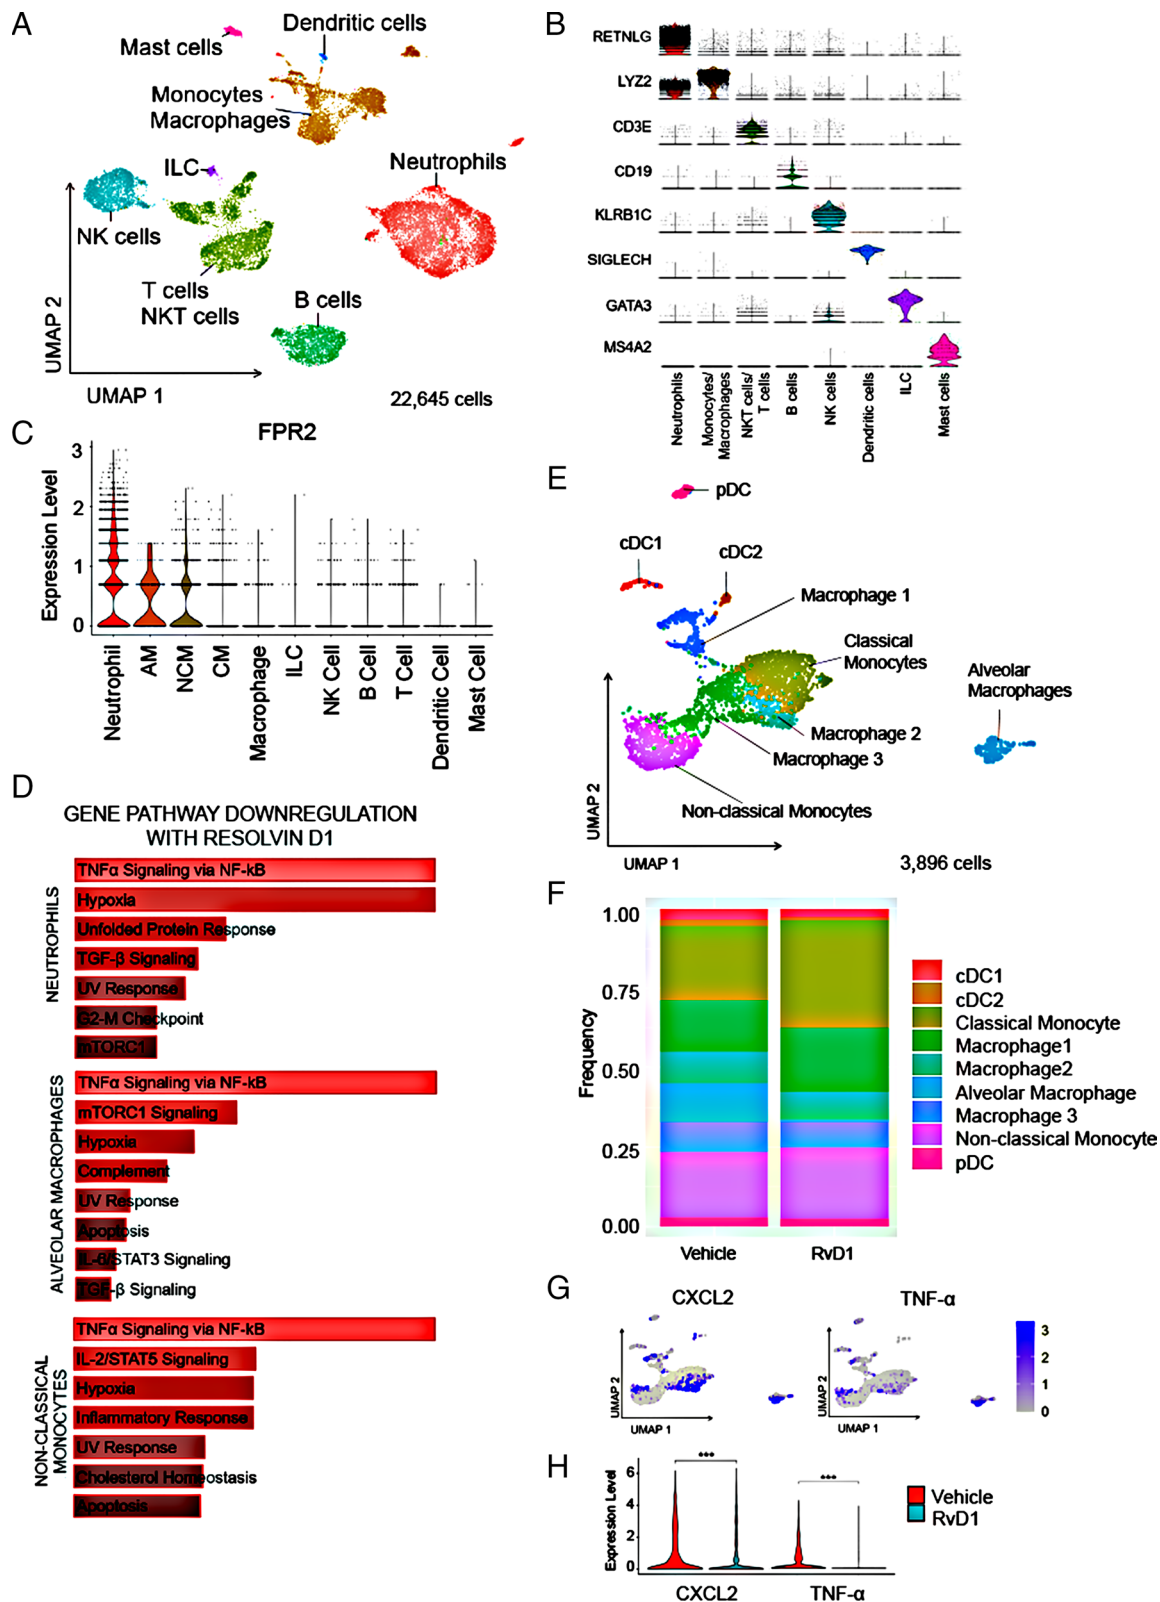 A
Mast cells
Dendritic cells
Monocytes
Macrophages
ILC
Neutrophils
NK cells
T cells
NKT cells
B cells
UMAP 2
UMAP 1
22,645 cells
B
RETNLG
LYZ2
CD3E
CD19
KLRB1C
SIGLECH
GATA3
MS4A2
Neutrophils
Monocytes/
Macrophages
NKT cells/
T cells
B cells
NK cells
Dendritic cells
ILC
Mast cells
C
FPR2
Expression Level
3
2
1
0
Neutrophil
AM
NCM
CM
Macrophage
ILC
NK Cell
B Cell
T Cell
Dendritic Cell
Mast Cell
D
GENE PATHWAY DOWNREGULATION
WITH RESOLVIN D1
NEUTROPHILS
TNFα Signaling via NF-kB
Hypoxia
Unfolded Protein Response
TGF-β Signaling
UV Response
G2-M Checkpoint
mTORC1
ALVEOLAR MACROPHAGES
TNFα Signaling via NF-kB
mTORC1 Signaling
Hypoxia
Complement
UV Response
Apoptosis
IL-6/STAT3 Signaling
TGF-β Signaling
NON-CLASSICAL
MONOCYTES
TNFα Signaling via NF-kB
IL-2/STAT5 Signaling
Hypoxia
Inflammatory Response
UV Response
Cholesterol Homeostasis
Apoptosis
E
pDC
cDC1
cDC2
Macrophage 1
Classical
Monocytes
Alveolar
Macrophages
Macrophage 2
Macrophage 3
Non-classical Monocytes
UMAP 2
UMAP 1
3,896 cells
F
Frequency
1.00
0.75
0.50
0.25
0.00
Vehicle
RvD1
cDC1
cDC2
Classical Monocyte
Macrophage1
Macrophage2
Alveolar Macrophage
Macrophage 3
Non-classical Monocyte
pDC
G
CXCL2
TNF-α
UMAP 2
UMAP 1
UMAP 2
UMAP 1
3
2
1
0
H
Expression Level
6
4
2
0
***
***
CXCL2
TNF-α
Vehicle
RvD1